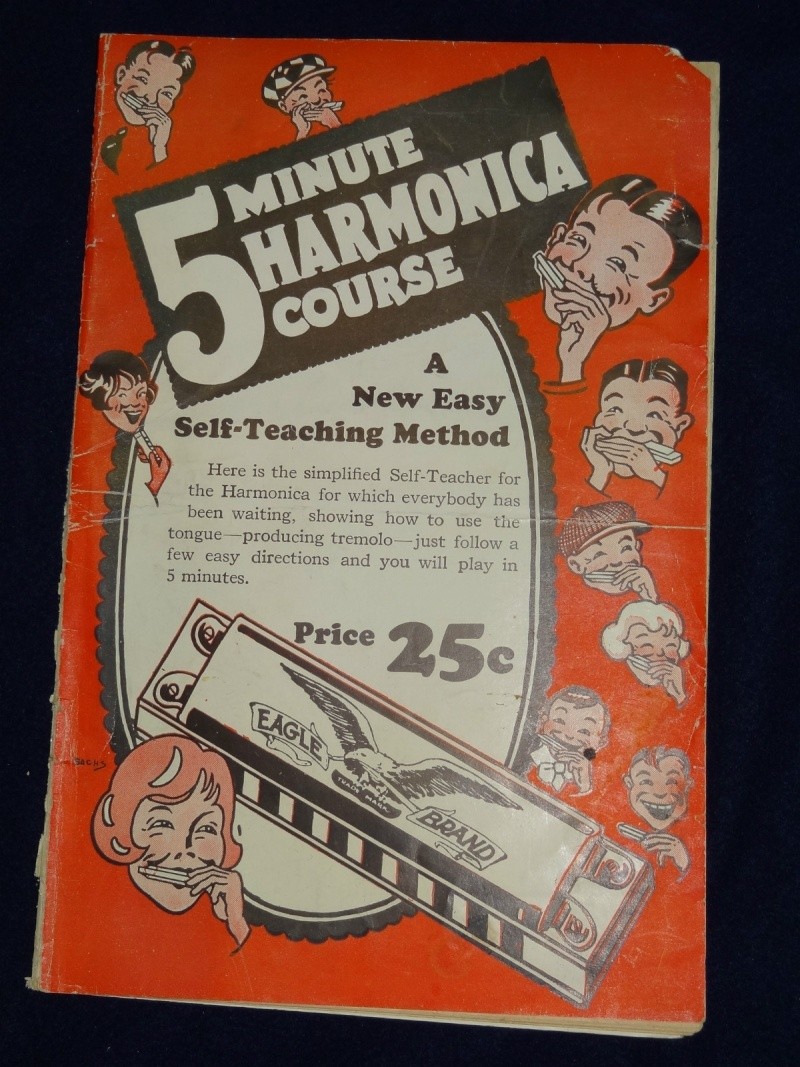 5 MINUTE
HARMONICA
COURSE
A
New Easy
Self-Teaching Method
Here is the simplified Self-Teacher for
the Harmonica for which everybody has
been waiting, showing how to use the
tongue—producing tremolo—just follow a
few easy directions and you will play in
5 minutes.
Price 25c
EAGLE
TRADE MARK
BRAND
SACHS